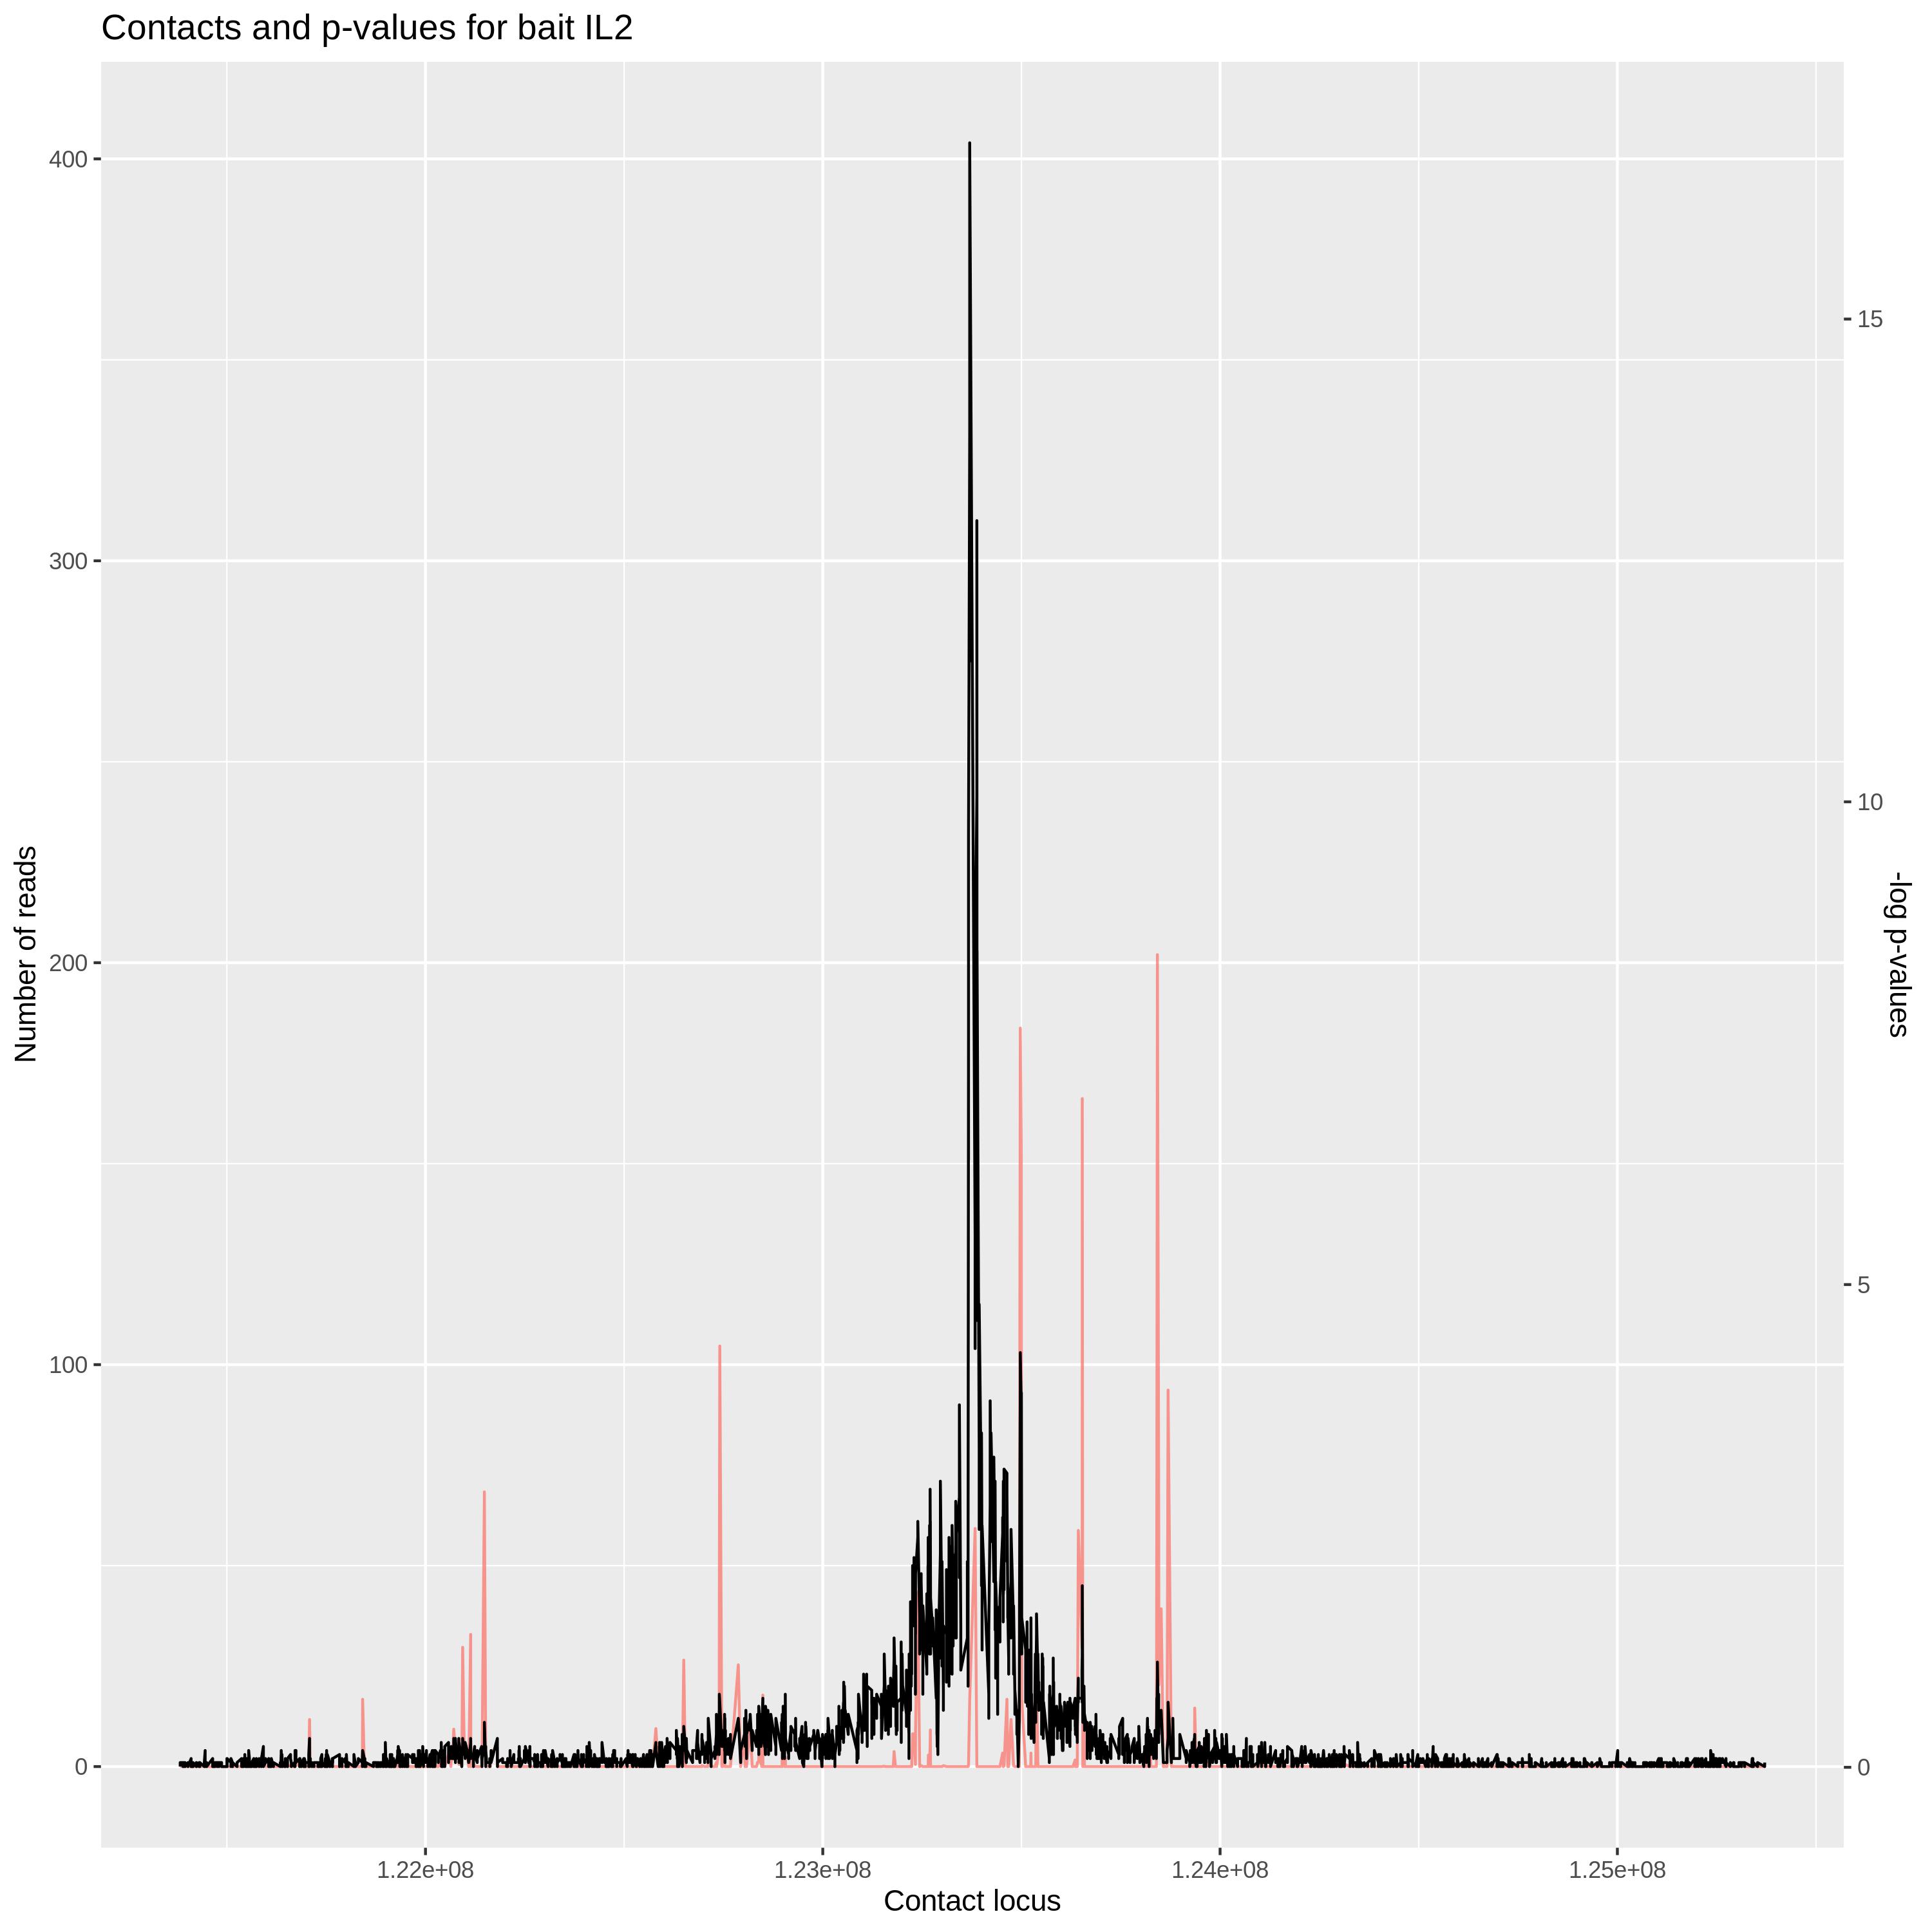 Contacts and p-values for bait IL2
400
300
200
100
0
15
10
5
0
Number of reads
-log p-values
1.22e+08
1.23e+08
1.24e+08
1.25e+08
Contact locus